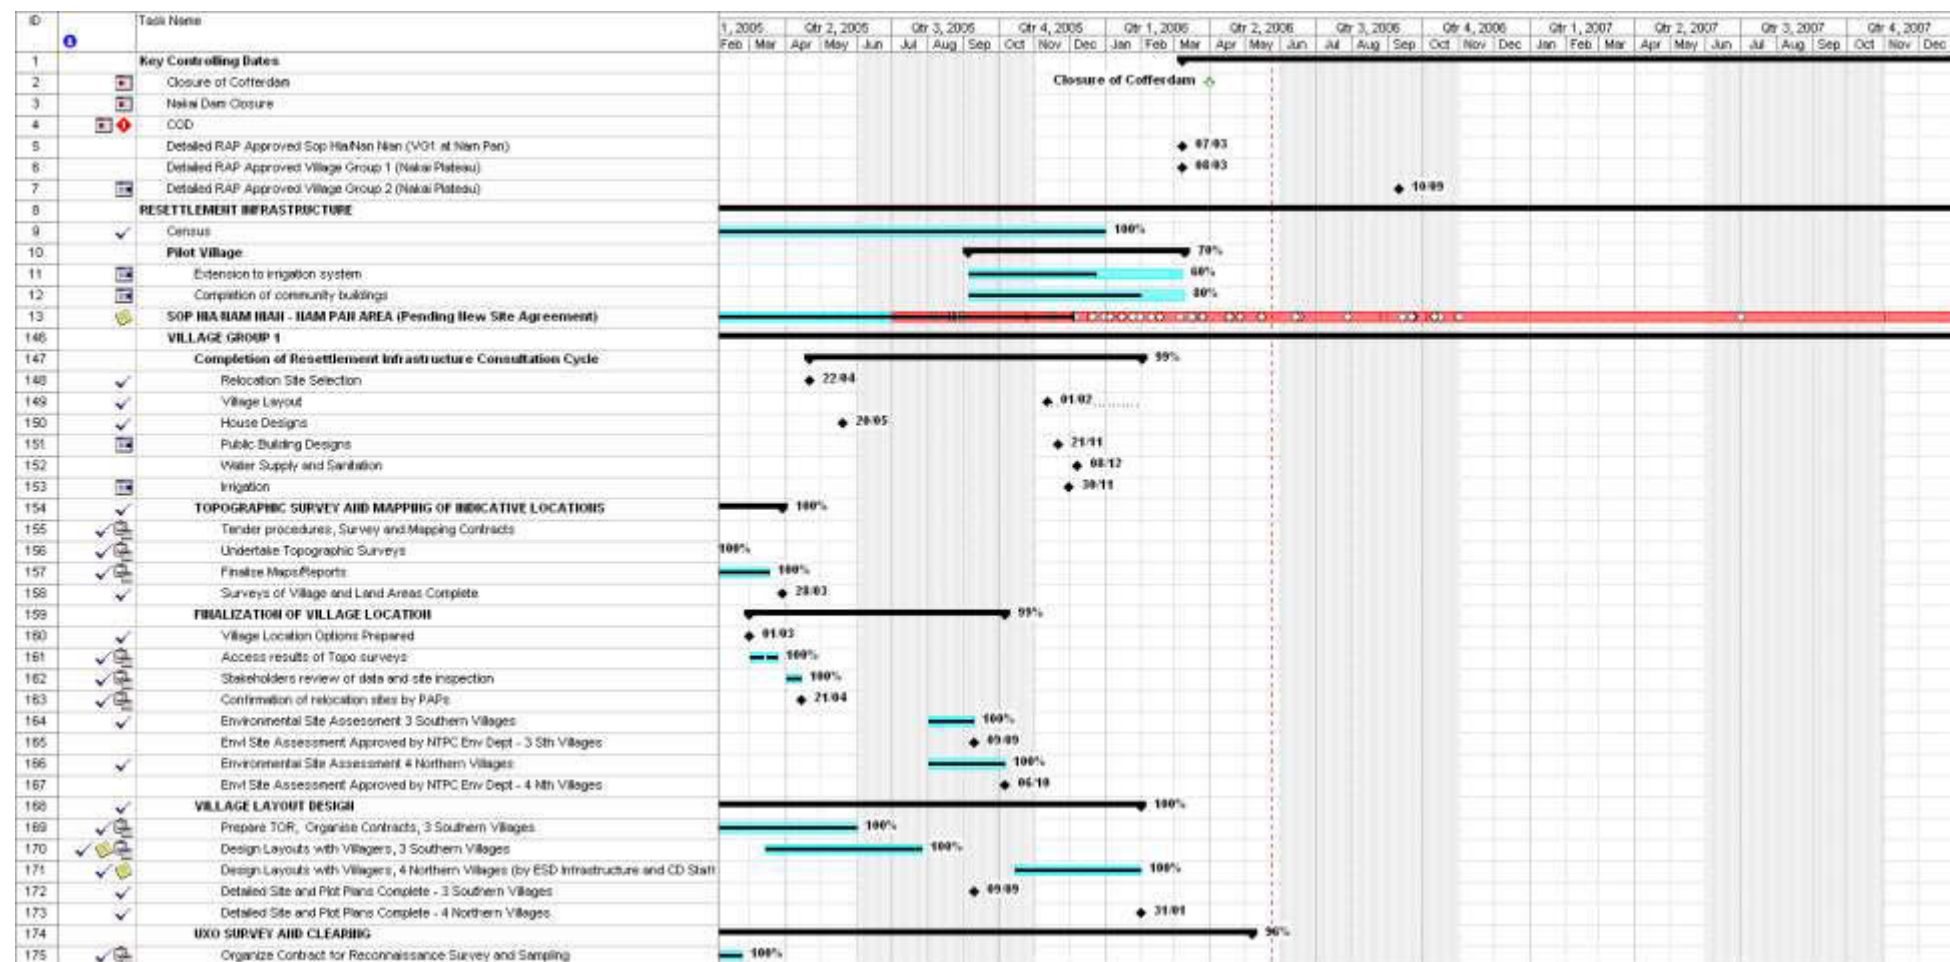 ID Task Name 1, 2005 Qtr 2, 2005 Qtr 3, 2005 Qtr 4, 2005 Qtr 1, 2006 Qtr 2, 2006 Qtr 3, 2006 Qtr 4, 2006 Qtr 1, 2007 Qtr 2, 2007 Qtr 3, 2007 Qtr 4, 2007
Feb Mar Apr May Jun Jul Aug Sep Oct Nov Dec Jan Feb Mar Apr May Jun Jul Aug Sep Oct Nov Dec Jan Feb Mar Apr May Jun Jul Aug Sep Oct Nov Dec
1 Key Controlling Dates
2 Closure of Cofferdam Closure of Cofferdam
3 Nakai Dam Closure
4 COD
5 Detailed RAP Approved Sop Hia/Nan Nian (VG1 at Nam Pan) 07/03
6 Detailed RAP Approved Village Group 1 (Nakai Plateau) 08/03
7 Detailed RAP Approved Village Group 2 (Nakai Plateau) 10/09
8 RESETTLEMENT INFRASTRUCTURE
9 Census 100%
10 Pilot Village 70%
11 Extension to irrigation system 60%
12 Completion of community buildings 80%
13 SOP HIA/NAM NIAN - NAM PAN AREA (Pending New Site Agreement)
146 VILLAGE GROUP 1
147 Completion of Resettlement Infrastructure Consultation Cycle 99%
148 Relocation Site Selection 22/04
149 Village Layout 01/02
150 House Designs 20/05
151 Public Building Designs 21/11
152 Water Supply and Sanitation 08/12
153 Irrigation 30/11
154 TOPOGRAPHIC SURVEY AND MAPPING OF INDICATIVE LOCATIONS 100%
155 Tender procedures, Survey and Mapping Contracts
156 Undertake Topographic Surveys 100%
157 Finalise Maps/Reports 100%
158 Surveys of Village and Land Areas Complete 28/03
159 FINALIZATION OF VILLAGE LOCATION 99%
160 Village Location Options Prepared 01/03
161 Access results of Topo surveys 100%
162 Stakeholders review of data and site inspection 100%
163 Confirmation of relocation sites by PAPs 21/04
164 Environmental Site Assessment 3 Southern Villages 100%
165 Envl Site Assessment Approved by NTPC Env Dept - 3 Sth Villages 09/09
166 Environmental Site Assessment 4 Northern Villages 100%
167 Envl Site Assessment Approved by NTPC Env Dept - 4 Nth Villages 06/10
168 VILLAGE LAYOUT DESIGN 100%
169 Prepare TOR, Organise Contracts, 3 Southern Villages 100%
170 Design Layouts with Villagers, 3 Southern Villages 100%
171 Design Layouts with Villagers, 4 Northern Villages (by ESD Infrastructure and CD Staff 100%
172 Detailed Site and Plot Plans Complete - 3 Southern Villages 09/09
173 Detailed Site and Plot Plans Complete - 4 Northern Villages 31/01
174 UXO SURVEY AND CLEARING 96%
175 Organize Contract for Reconnaissance Survey and Sampling 100%